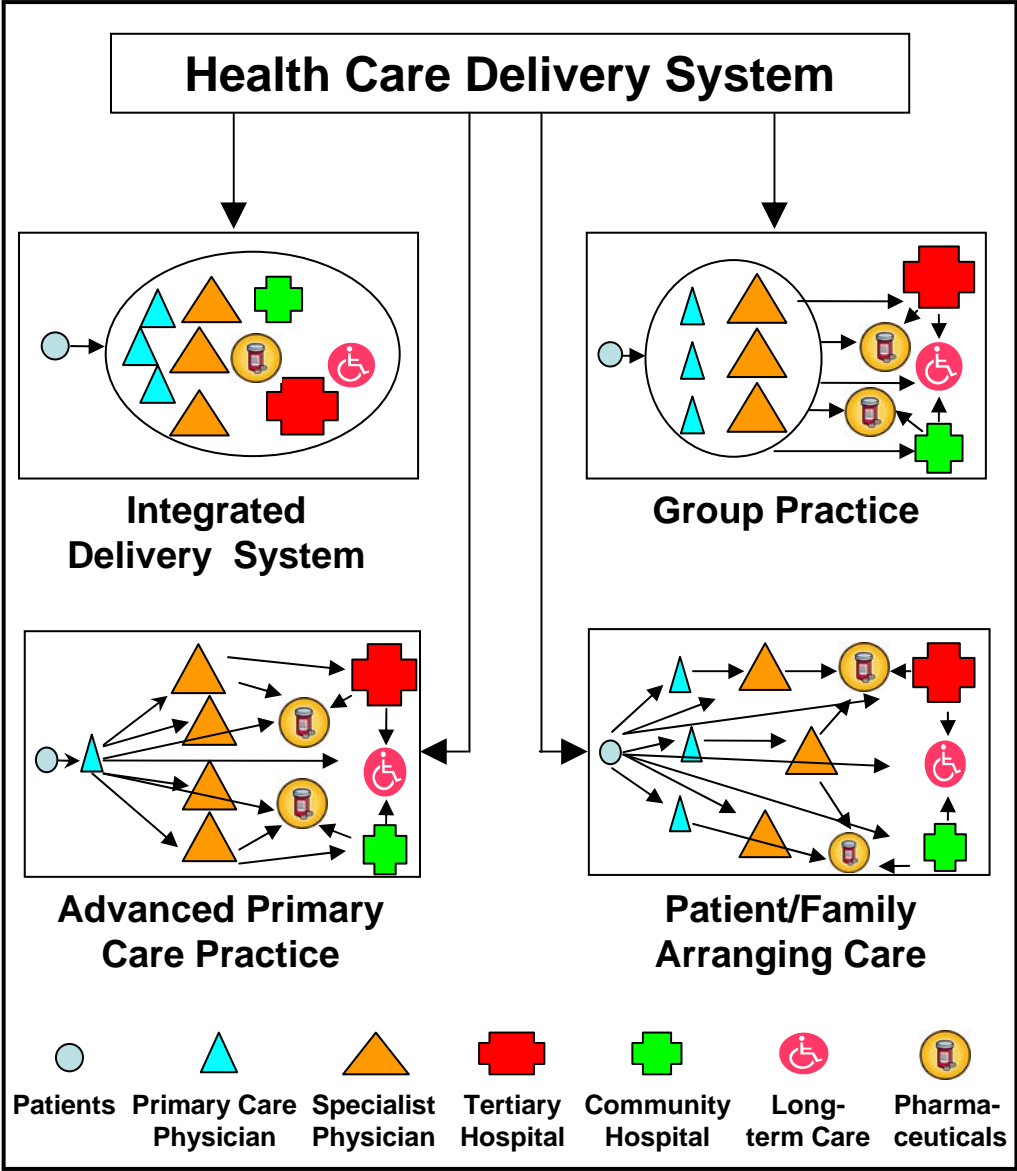 Health Care Delivery System
Integrated
Delivery System
Group Practice
Advanced Primary
Care Practice
Patient/Family
Arranging Care
Patients
Primary Care
Physician
Specialist
Physician
Tertiary
Hospital
Community
Hospital
Long-
term Care
Pharma-
ceuticals